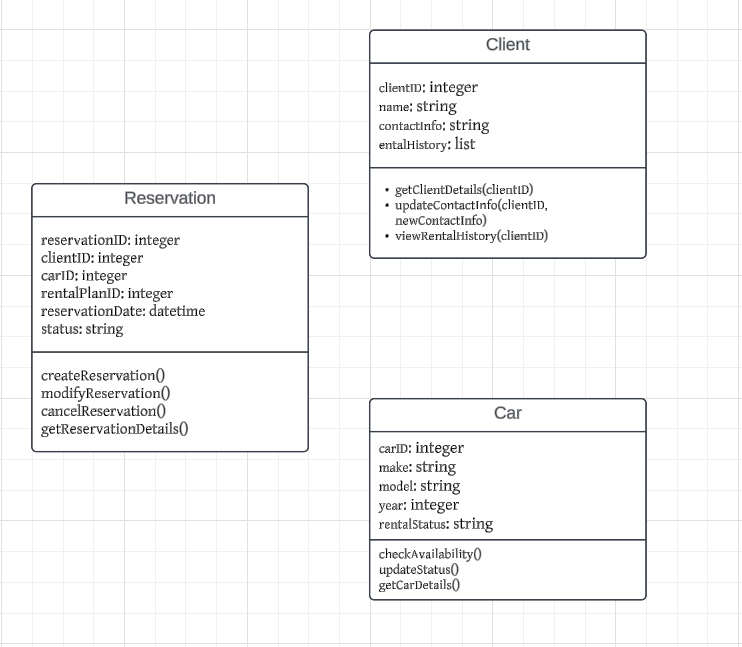 Client
clientID: integer
name: string
contactInfo: string
entalHistory: list
• getClientDetails(clientID)
• updateContactInfo(clientID,
newContactInfo)
• viewRentalHistory(clientID)
Reservation
reservationID: integer
clientID: integer
carID: integer
rentalPlanID: integer
reservationDate: datetime
status: string
createReservation()
modifyReservation()
cancelReservation()
getReservationDetails()
Car
carID: integer
make: string
model: string
year: integer
rentalStatus: string
checkAvailability()
updateStatus()
getCarDetails()